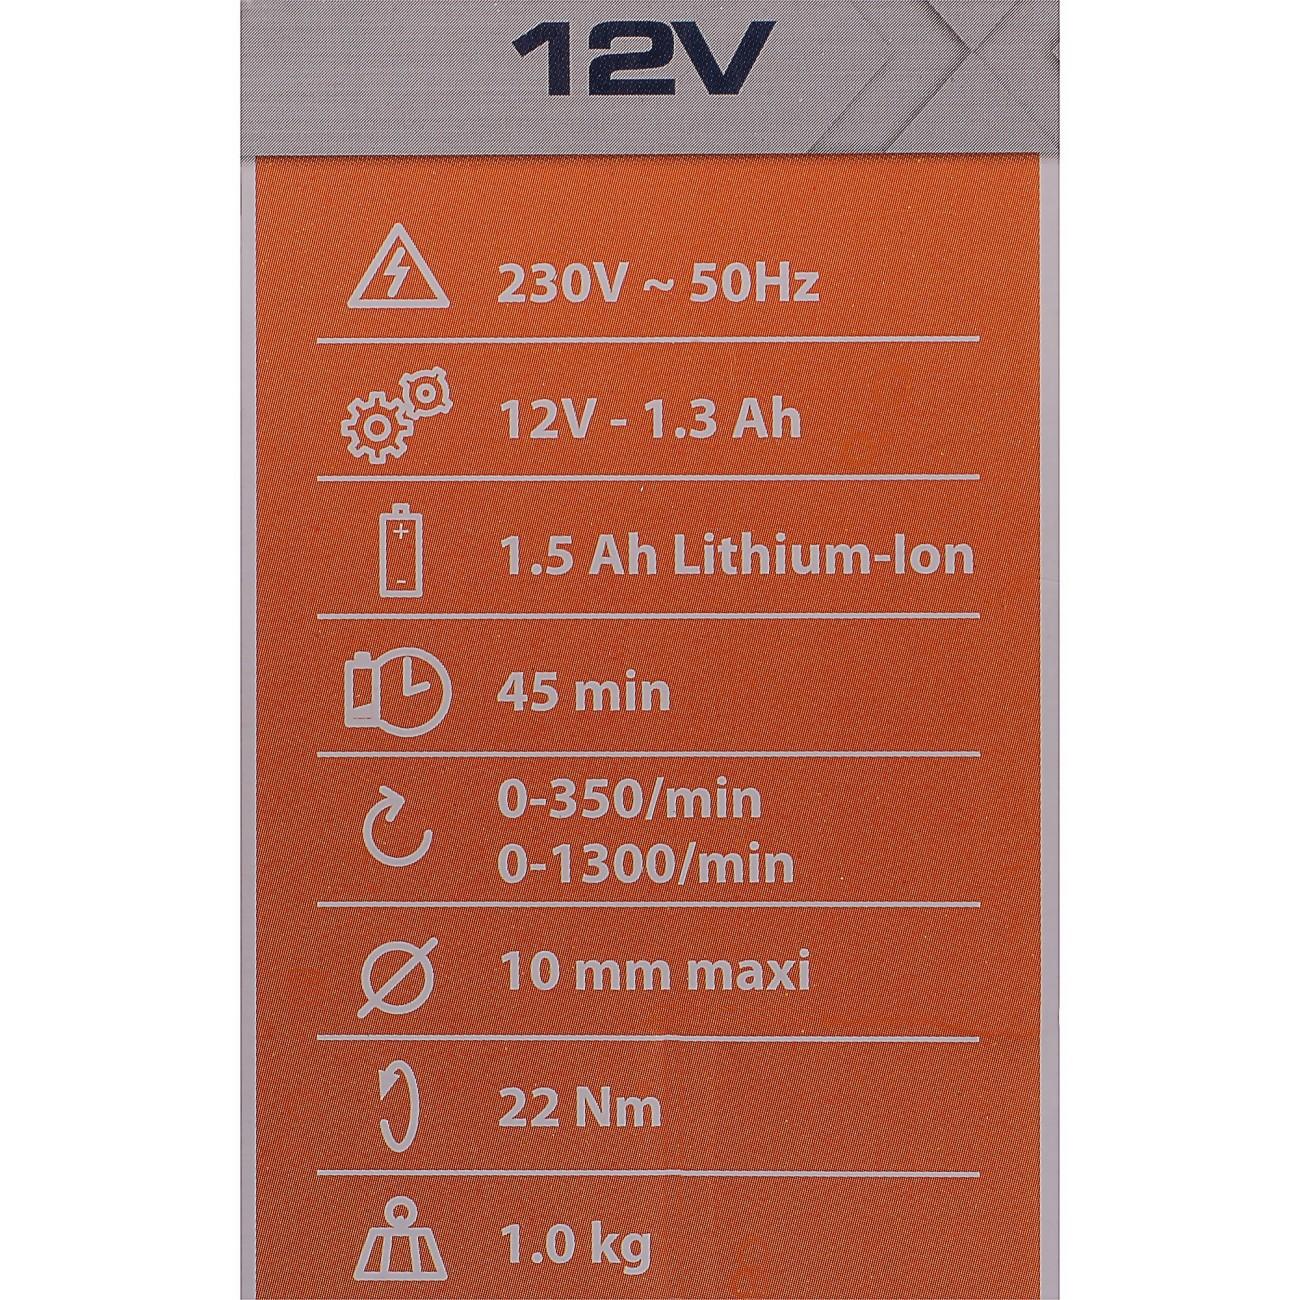 12V
230V ~ 50Hz
12V - 1.3 Ah
1.5 Ah Lithium-Ion
45 min
0-350/min
0-1300/min
10 mm maxi
22 Nm
1.0 kg